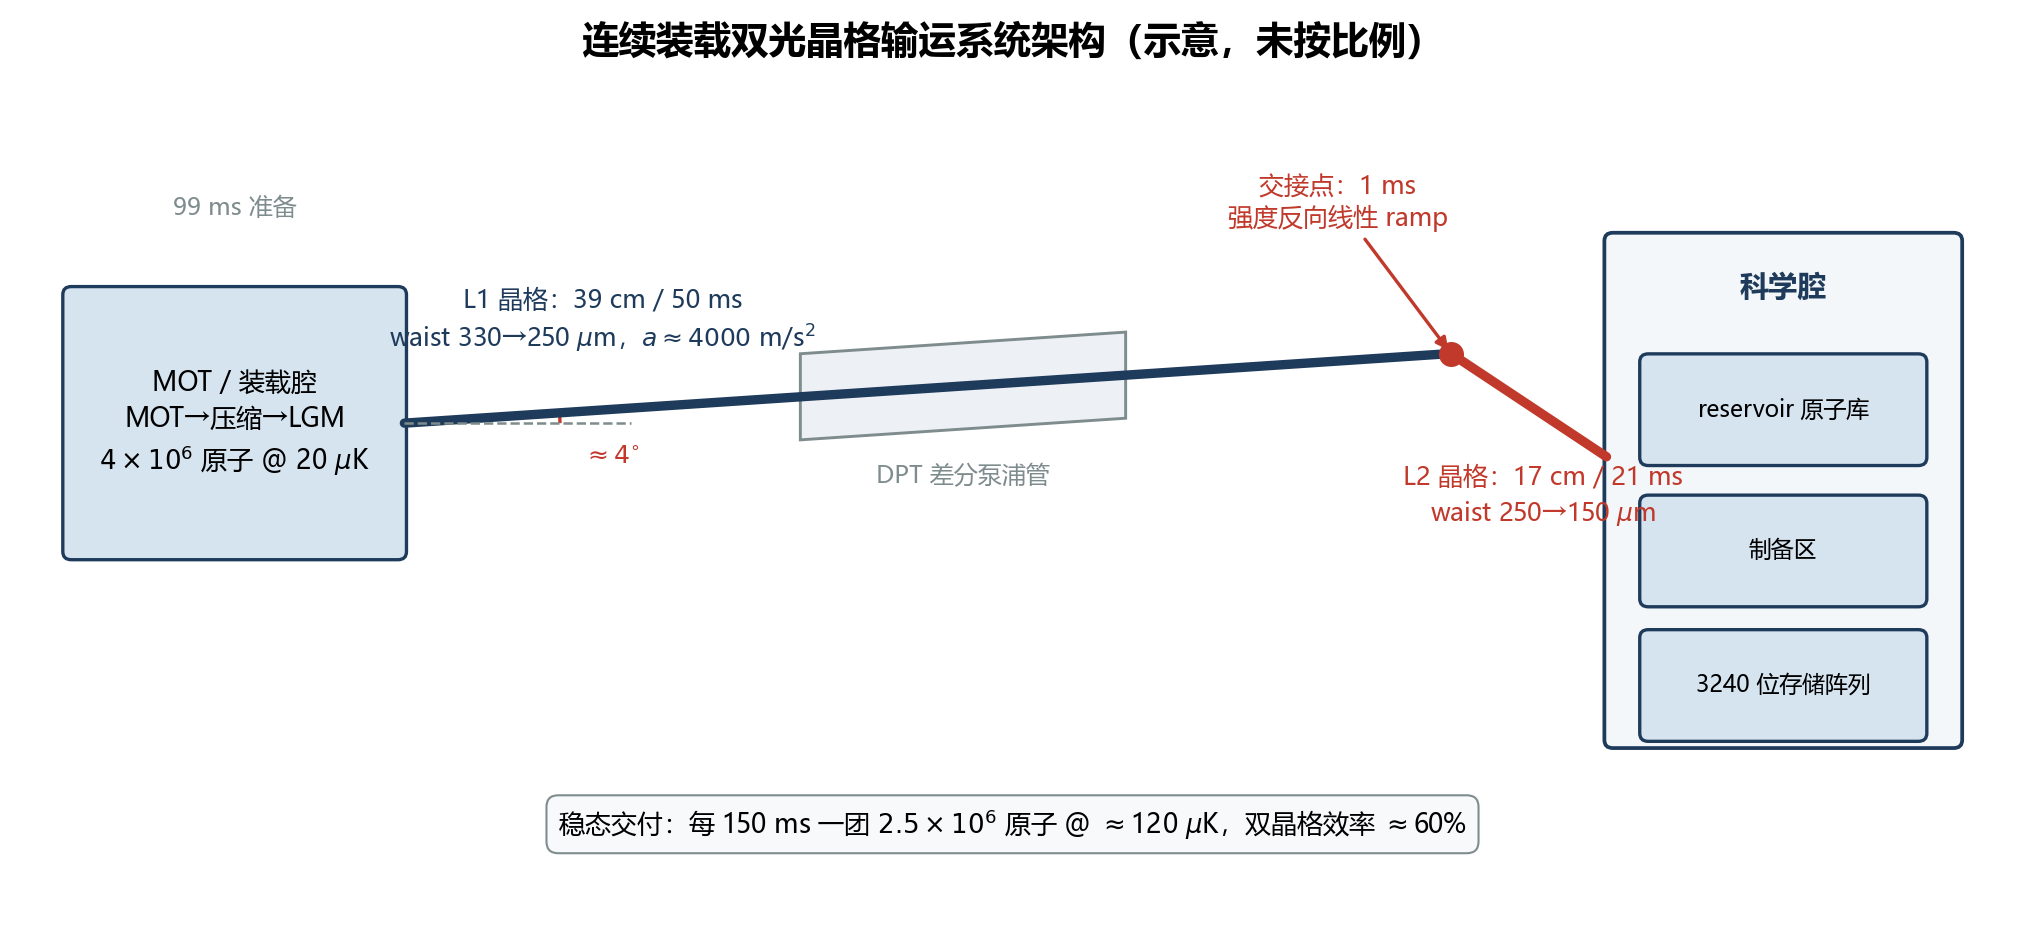 连续装载双光晶格输运系统架构（示意，未按比例）
99 ms 准备
MOT / 装载腔
MOT→压缩→LGM
4 × 10⁶ 原子 @ 20 μK
L1 晶格：39 cm / 50 ms
waist 330→250 μm，a ≈ 4000 m/s²
≈ 4°
DPT 差分泵浦管
交接点：1 ms
强度反向线性 ramp
L2 晶格：17 cm / 21 ms
waist 250→150 μm
科学腔
reservoir 原子库
制备区
3240 位存储阵列
稳态交付：每 150 ms 一团 2.5 × 10⁶ 原子 @ ≈ 120 μK，双晶格效率 ≈ 60%